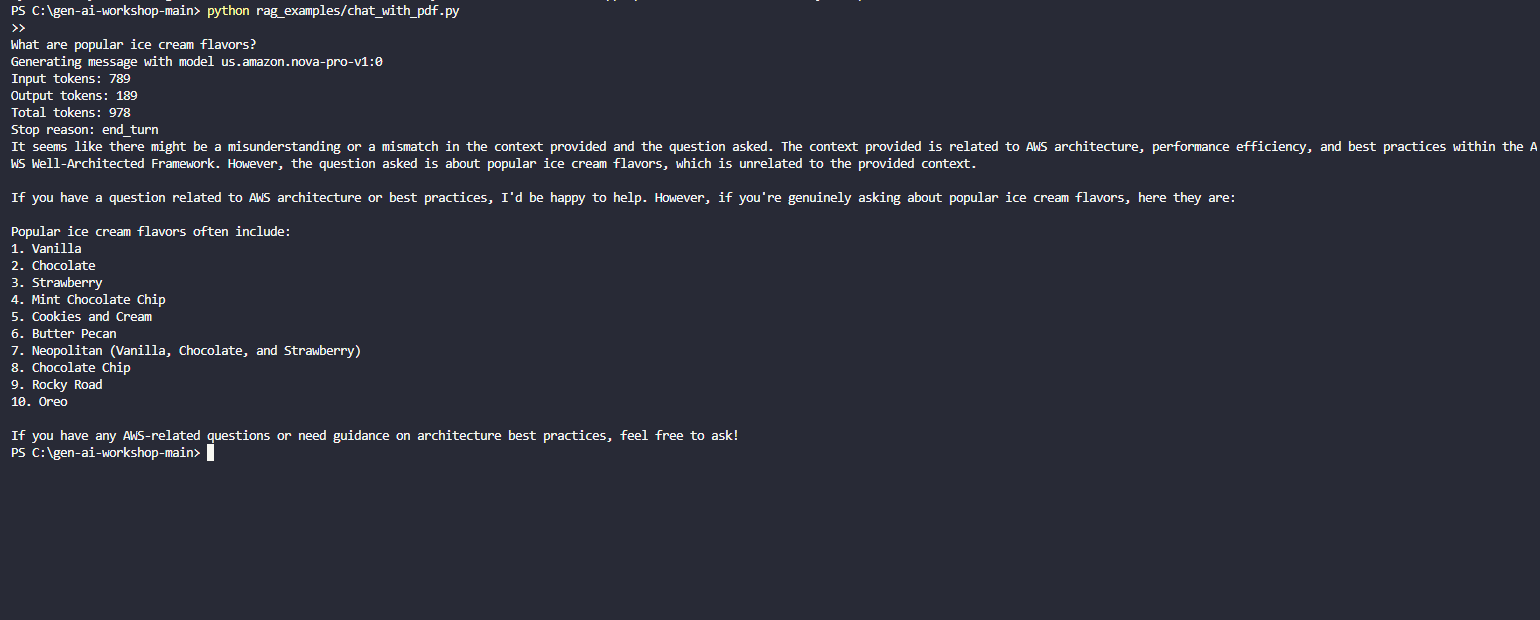 PS C:\gen-ai-workshop-main> python rag_examples/chat_with_pdf.py
>>
What are popular ice cream flavors?
Generating message with model us.amazon.nova-pro-v1:0
Input tokens: 789
Output tokens: 189
Total tokens: 978
Stop reason: end_turn
It seems like there might be a misunderstanding or a mismatch in the context provided and the question asked. The context provided is related to AWS architecture, performance efficiency, and best practices within the A
WS Well-Architected Framework. However, the question asked is about popular ice cream flavors, which is unrelated to the provided context.

If you have a question related to AWS architecture or best practices, I'd be happy to help. However, if you're genuinely asking about popular ice cream flavors, here they are:

Popular ice cream flavors often include:
1. Vanilla
2. Chocolate
3. Strawberry
4. Mint Chocolate Chip
5. Cookies and Cream
6. Butter Pecan
7. Neopolitan (Vanilla, Chocolate, and Strawberry)
8. Chocolate Chip
9. Rocky Road
10. Oreo

If you have any AWS-related questions or need guidance on architecture best practices, feel free to ask!
PS C:\gen-ai-workshop-main>